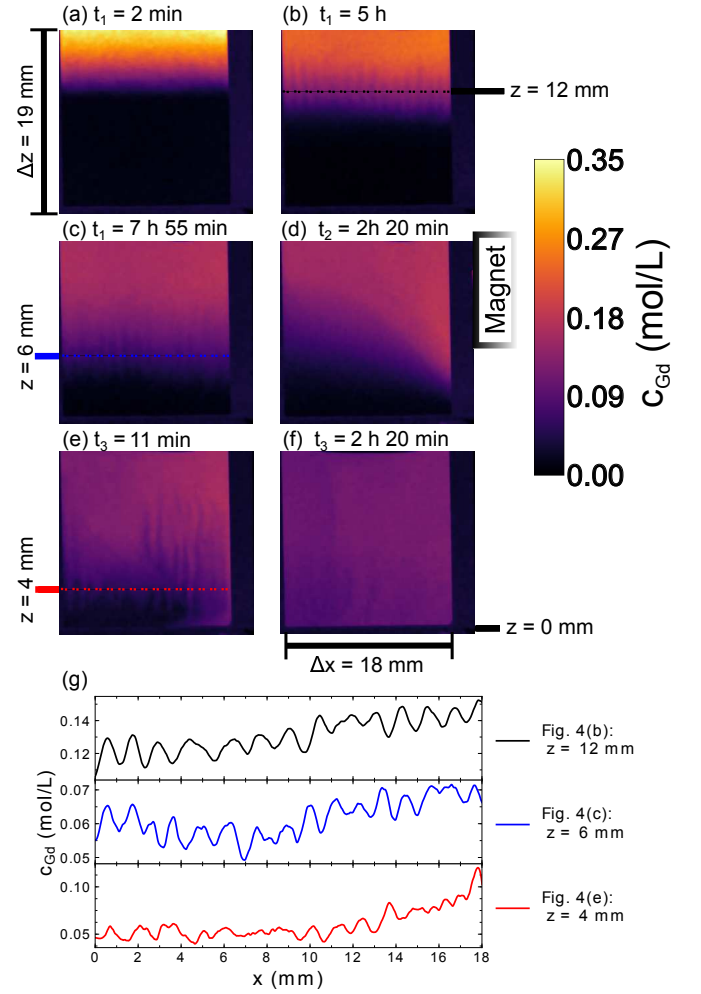 (a) t₁ = 2 min
(b) t₁ = 5 h
Δz = 19 mm
z = 12 mm
0.35
0.27
0.18
0.09
0.00
c_Gd (mol/L)
(c) t₁ = 7 h 55 min
(d) t₂ = 2h 20 min
Magnet
z = 6 mm
(e) t₃ = 11 min
(f) t₃ = 2 h 20 min
z = 4 mm
z = 0 mm
Δx = 18 mm
(g)
0.14
0.12
0.07
0.06
0.05
0.10
0.05
c_Gd (mol/L)
0 2 4 6 8 10 12 14 16 18
x (mm)
Fig. 4(b):
z = 12 mm
Fig. 4(c):
z = 6 mm
Fig. 4(e):
z = 4 mm